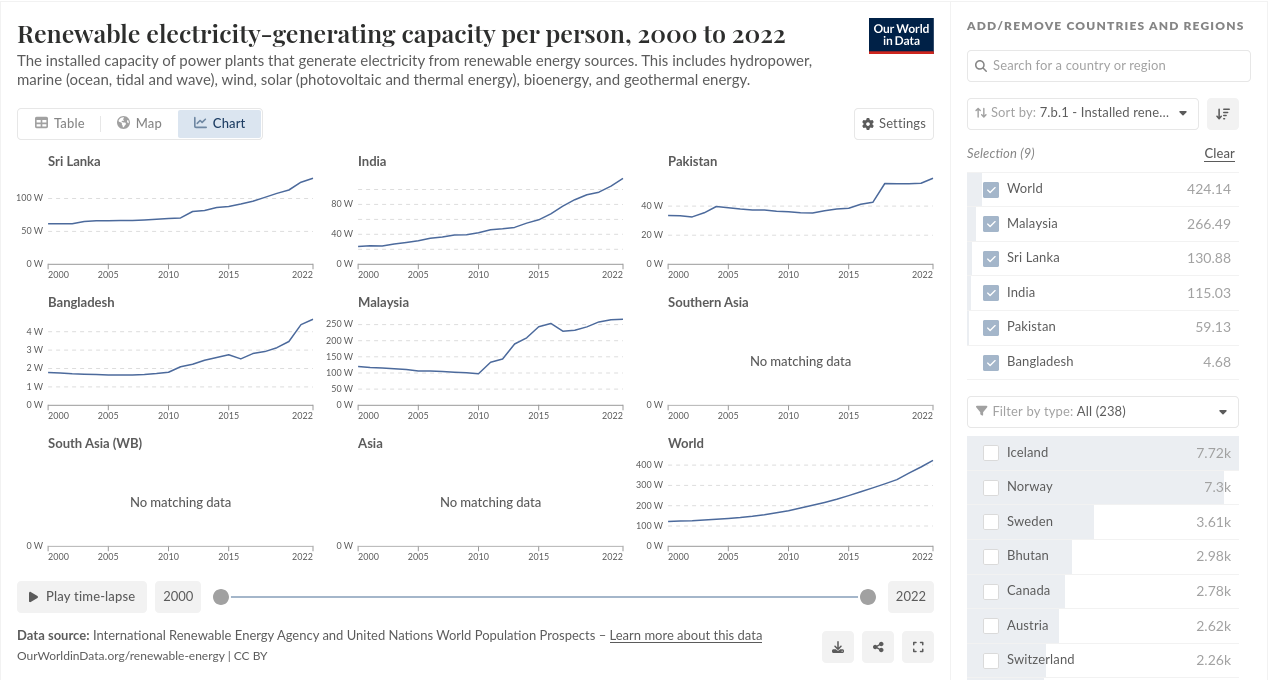 Renewable electricity-generating capacity per person, 2000 to 2022
Our World
in Data
The installed capacity of power plants that generate electricity from renewable energy sources. This includes hydropower,
marine (ocean, tidal and wave), wind, solar (photovoltaic and thermal energy), bioenergy, and geothermal energy.
Table
Map
Chart
Settings
Sri Lanka
100 W
50 W
0 W
2000 2005 2010 2015 2022
India
80 W
40 W
0 W
2000 2005 2010 2015 2022
Pakistan
40 W
20 W
0 W
2000 2005 2010 2015 2022
Bangladesh
4 W
3 W
2 W
1 W
0 W
2000 2005 2010 2015 2022
Malaysia
250 W
200 W
150 W
100 W
50 W
0 W
2000 2005 2010 2015 2022
Southern Asia
No matching data
0 W
2000 2005 2010 2015 2022
South Asia (WB)
No matching data
0 W
2000 2005 2010 2015 2022
Asia
No matching data
0 W
2000 2005 2010 2015 2022
World
400 W
300 W
200 W
100 W
0 W
2000 2005 2010 2015 2022
Play time-lapse
2000
2022
Data source: International Renewable Energy Agency and United Nations World Population Prospects – Learn more about this data
OurWorldinData.org/renewable-energy | CC BY
ADD/REMOVE COUNTRIES AND REGIONS
Search for a country or region
Sort by: 7.b.1 - Installed rene...
Selection (9)
Clear
World 424.14
Malaysia 266.49
Sri Lanka 130.88
India 115.03
Pakistan 59.13
Bangladesh 4.68
Filter by type: All (238)
Iceland 7.72k
Norway 7.3k
Sweden 3.61k
Bhutan 2.98k
Canada 2.78k
Austria 2.62k
Switzerland 2.26k